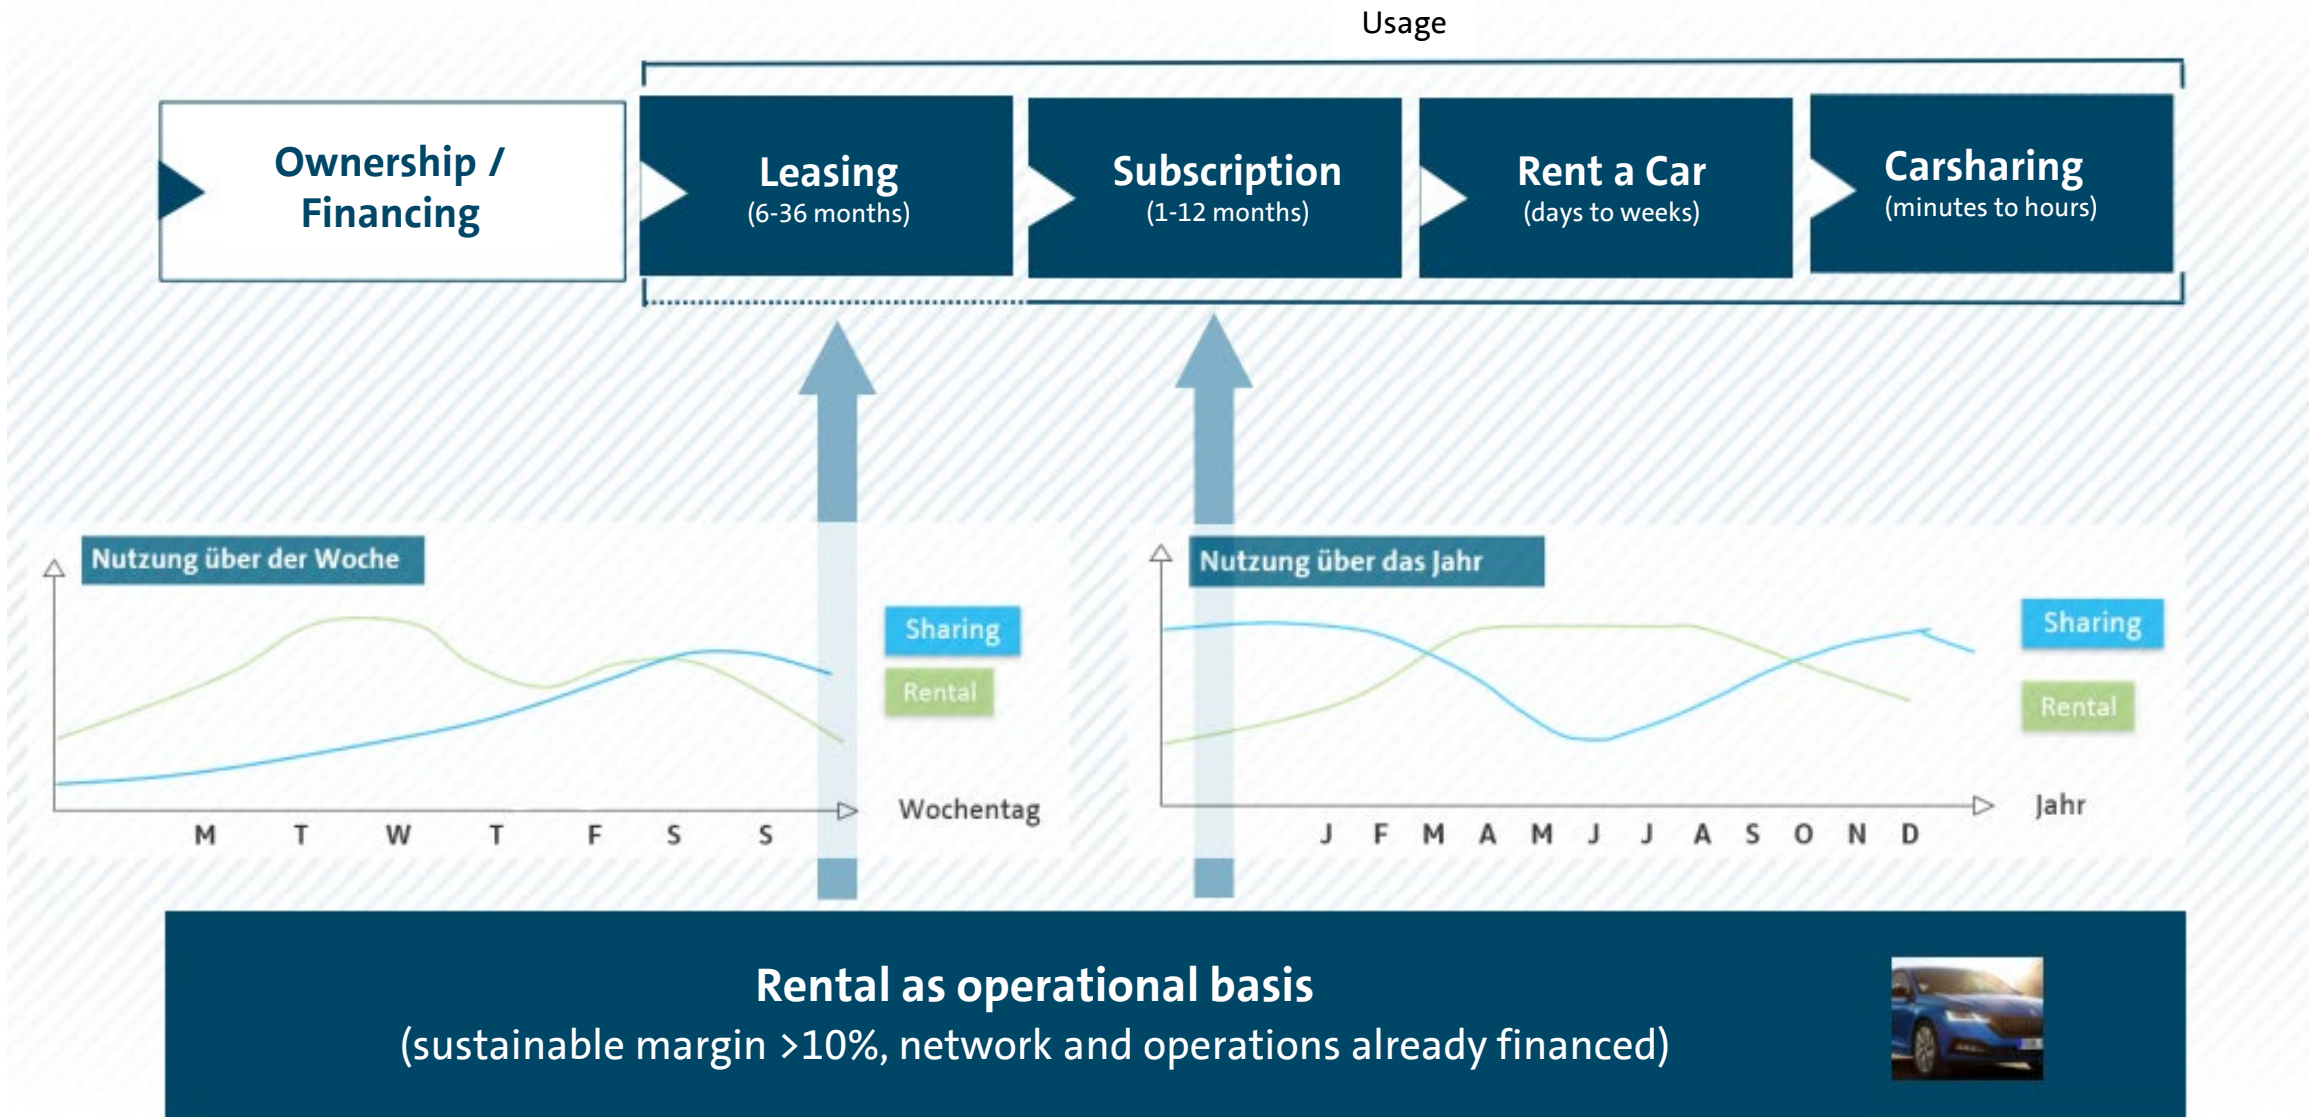 Usage
Ownership /
Financing
Leasing
(6-36 months)
Subscription
(1-12 months)
Rent a Car
(days to weeks)
Carsharing
(minutes to hours)
Nutzung über der Woche
Sharing
Rental
Wochentag
M T W T F S S
Nutzung über das Jahr
Sharing
Rental
Jahr
J F M A M J J A S O N D
Rental as operational basis
(sustainable margin >10%, network and operations already financed)